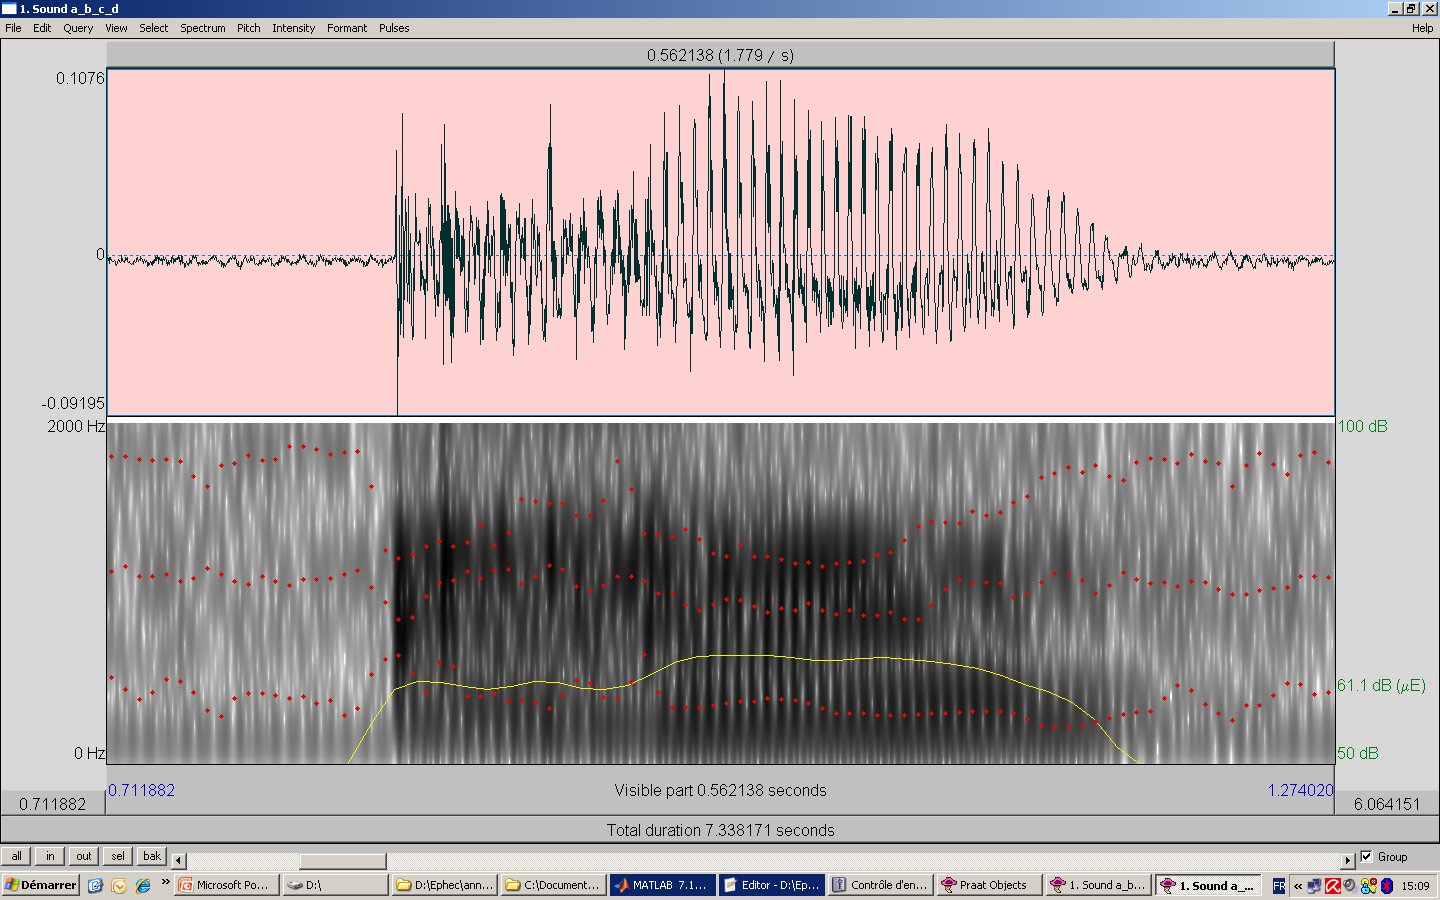 1. Sound a_b_c_d
File Edit Query View Select Spectrum Pitch Intensity Formant Pulses Help
0.562138 (1.779 / s)
0.1076
0
-0.09195
2000 Hz 100 dB
61.1 dB (µE)
0 Hz 50 dB
0.711882 Visible part 0.562138 seconds 1.274020
0.711882 6.064151
Total duration 7.338171 seconds
all in out sel bak Group
Démarrer » Microsoft Po... D:\ D:\Ephec\ann... C:\Document... MATLAB 7.1... Editor - D:\Ep... Contrôle d'en... Praat Objects 1. Sound a_b... 1. Sound a_... FR « 15:09